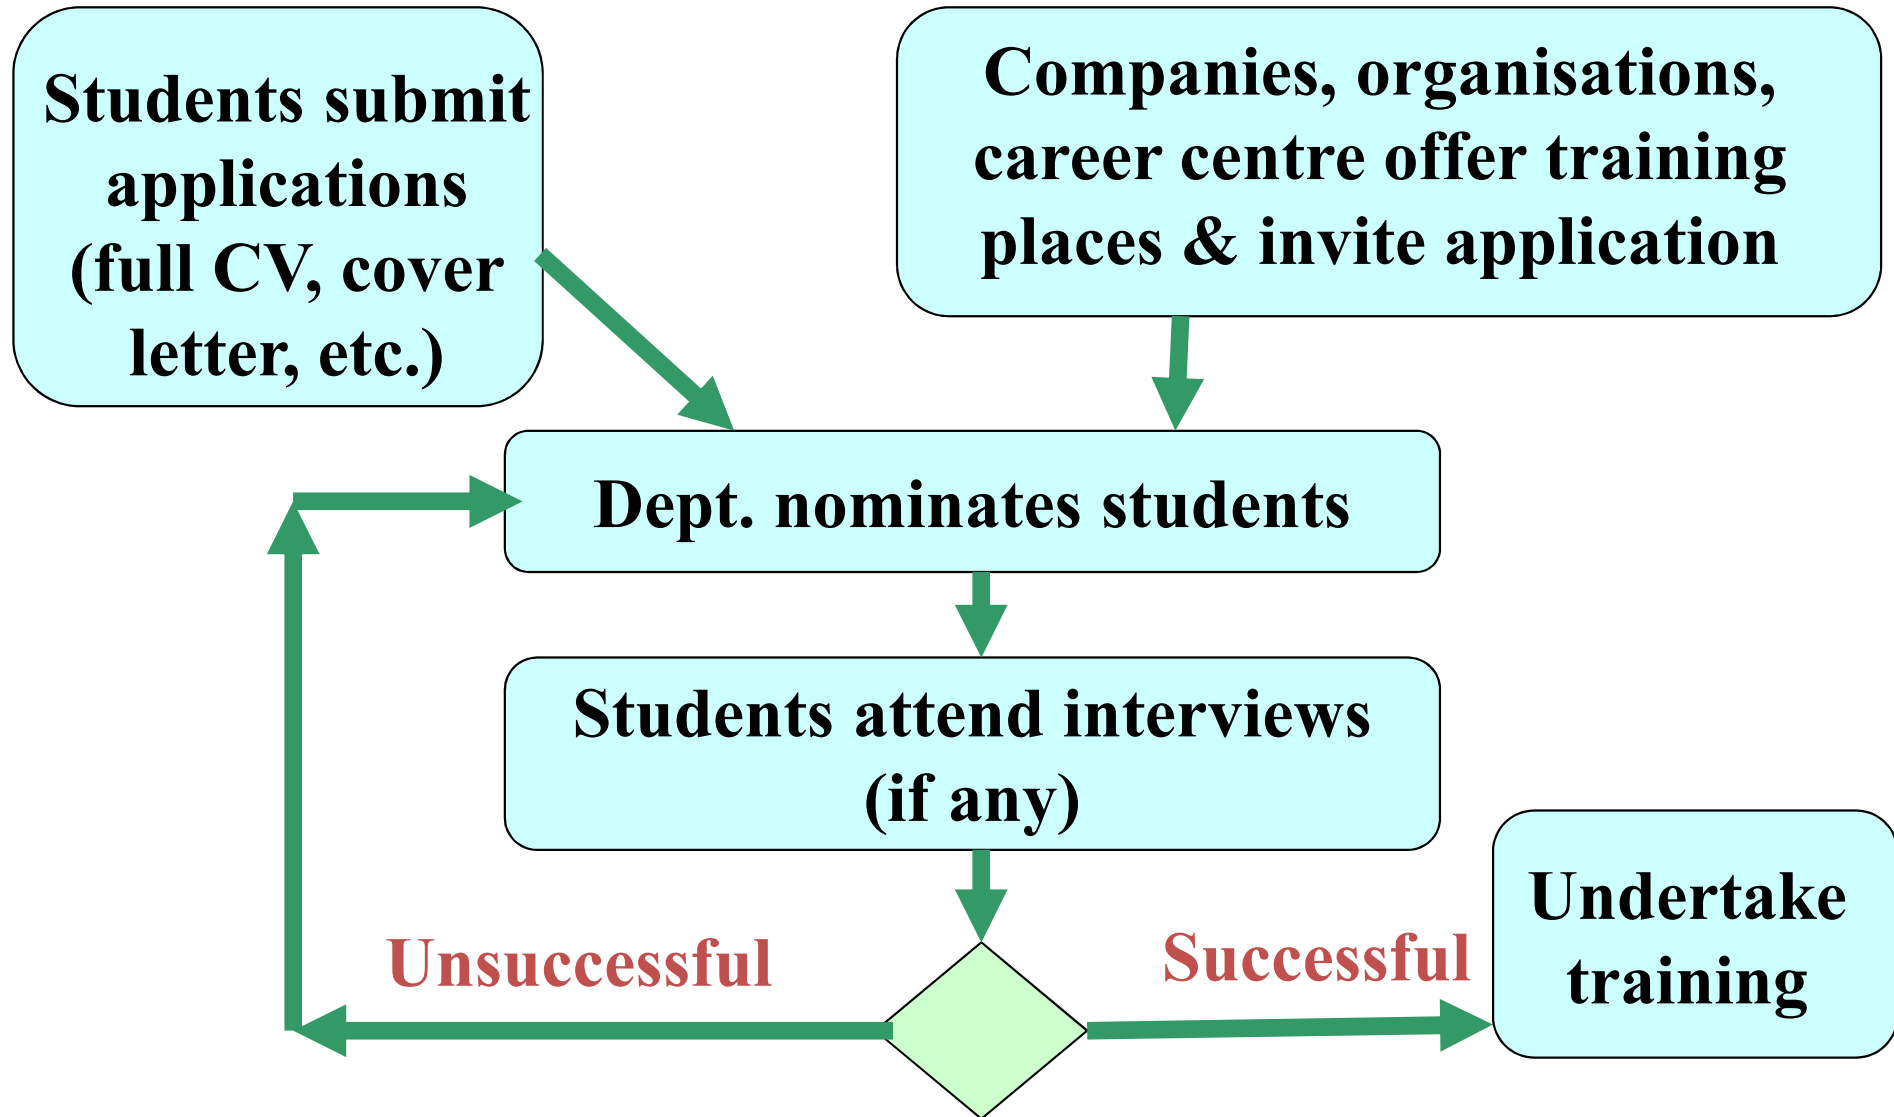 Students submit
applications
(full CV, cover
letter, etc.)
Companies, organisations,
career centre offer training
places & invite application
Dept. nominates students
Students attend interviews
(if any)
Unsuccessful
Successful
Undertake
training